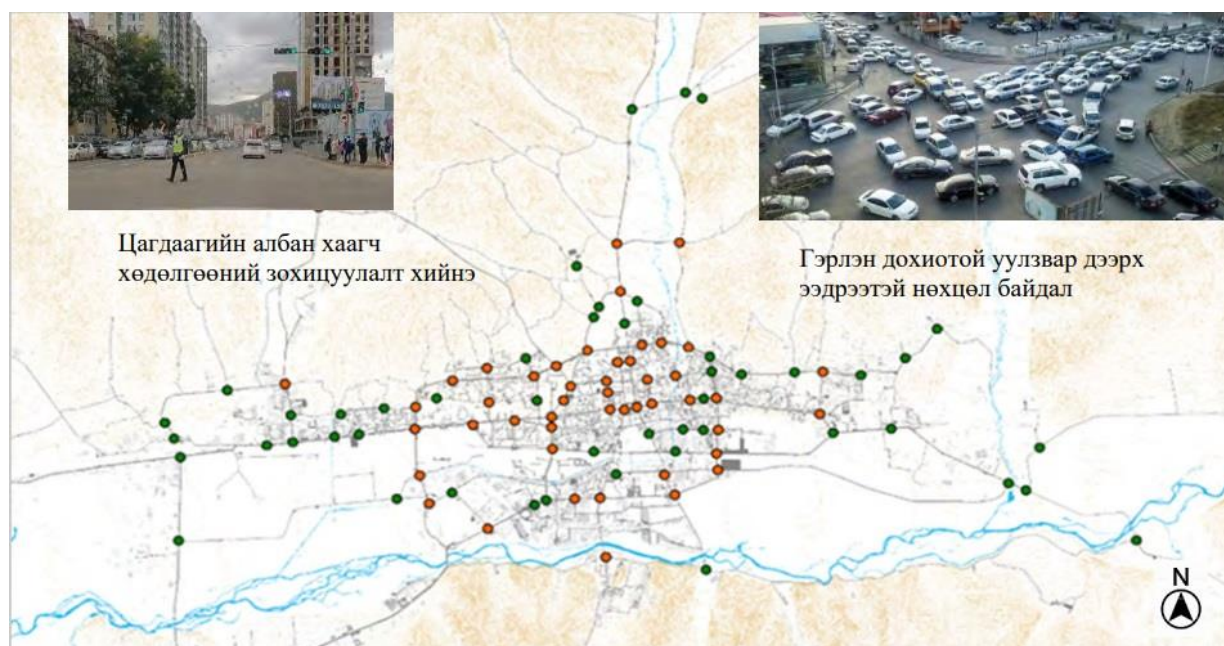 Цагдаагийн албан хаагч
хөдөлгөөний зохицуулалт хийнэ
Гэрлэн дохиотой уулзвар дээрх
ээдрээтэй нөхцөл байдал
N